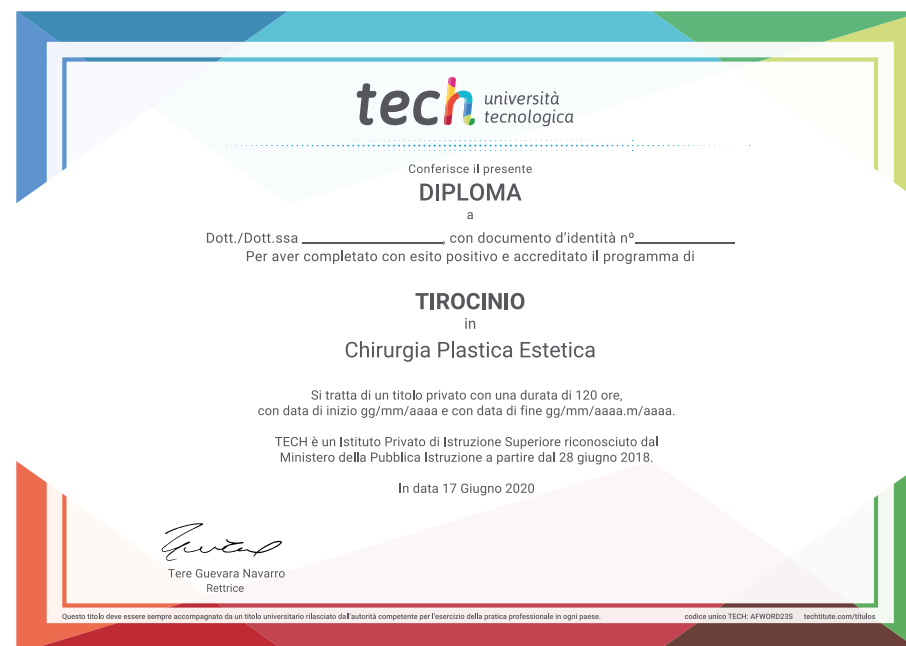 tech università
tecnologica
Conferisce il presente
DIPLOMA
a
Dott./Dott.ssa ____________________, con documento d'identità nº______________
Per aver completato con esito positivo e accreditato il programma di
TIROCINIO
in
Chirurgia Plastica Estetica
Si tratta di un titolo privato con una durata di 120 ore,
con data di inizio gg/mm/aaaa e con data di fine gg/mm/aaaa.m/aaaa.
TECH è un Istituto Privato di Istruzione Superiore riconosciuto dal
Ministero della Pubblica Istruzione a partire dal 28 giugno 2018.
In data 17 Giugno 2020
Tere Guevara Navarro
Rettrice
Questo titolo deve essere sempre accompagnato da un titolo universitario rilasciato dall'autorità competente per l'esercizio della pratica professionale in ogni paese.
codice unico TECH: AFWORD23S techtitute.com/titulos